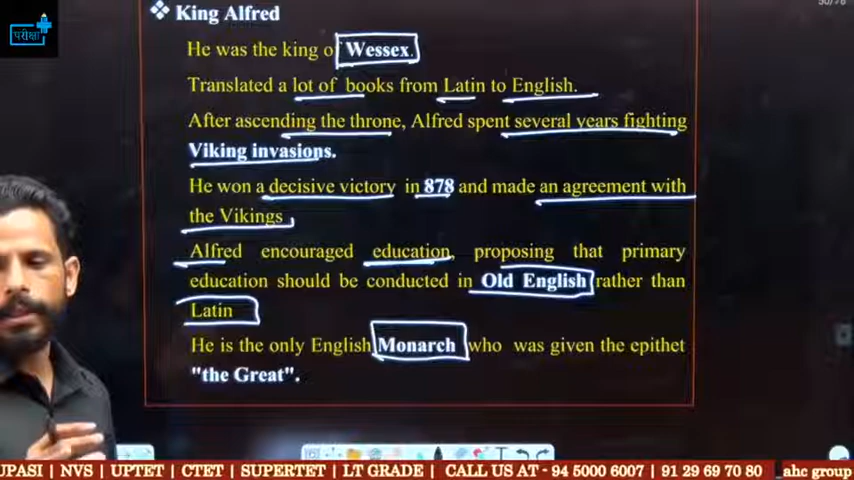 ❖ King Alfred
परीक्षा
He was the king of Wessex.
Translated a lot of books from Latin to English.
After ascending the throne, Alfred spent several years fighting
Viking invasions.
He won a decisive victory in 878 and made an agreement with
the Vikings
Alfred encouraged education, proposing that primary
education should be conducted in Old English rather than
Latin
He is the only English Monarch who was given the epithet
"the Great".
UPASI | NVS | UPTET | CTET | SUPERTET | LT GRADE | CALL US AT - 94 5000 6007 | 91 29 69 70 80 _ahc group